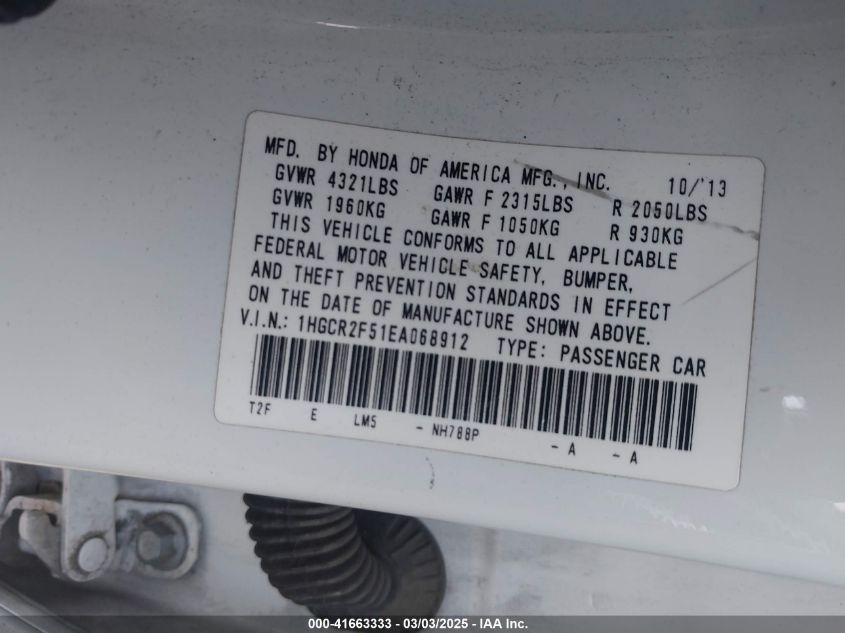 MFD. BY HONDA OF AMERICA MFG., INC. 10/'13
GVWR 4321LBS GAWR F 2315LBS R 2050LBS
GVWR 1960KG GAWR F 1050KG R 930KG
THIS VEHICLE CONFORMS TO ALL APPLICABLE
FEDERAL MOTOR VEHICLE SAFETY, BUMPER,
AND THEFT PREVENTION STANDARDS IN EFFECT
ON THE DATE OF MANUFACTURE SHOWN ABOVE.
V.I.N.: 1HGCR2F51EA068912 TYPE: PASSENGER CAR
T2F E LM5 - NH788P - A - A
000-41663333 - 03/03/2025 - IAA Inc.